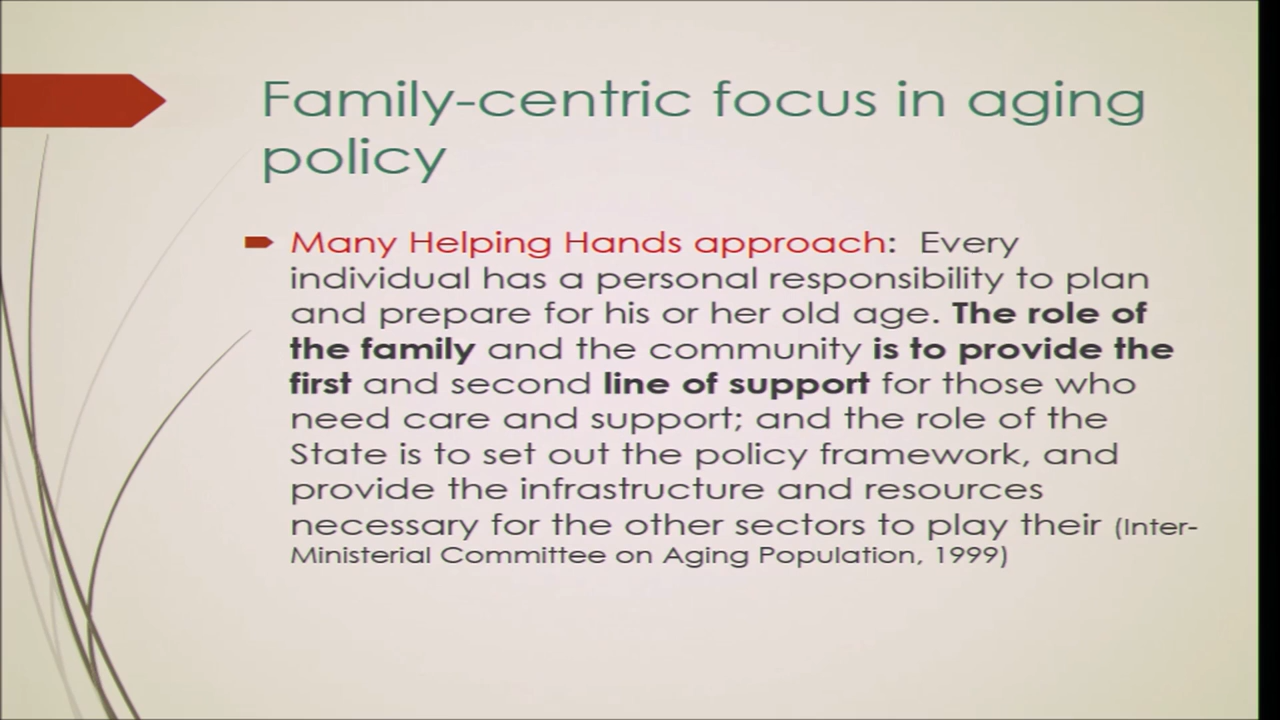 Family-centric focus in aging
policy
Many Helping Hands approach: Every
individual has a personal responsibility to plan
and prepare for his or her old age. The role of
the family and the community is to provide the
first and second line of support for those who
need care and support; and the role of the
State is to set out the policy framework, and
provide the infrastructure and resources
necessary for the other sectors to play their (Inter-
Ministerial Committee on Aging Population, 1999)